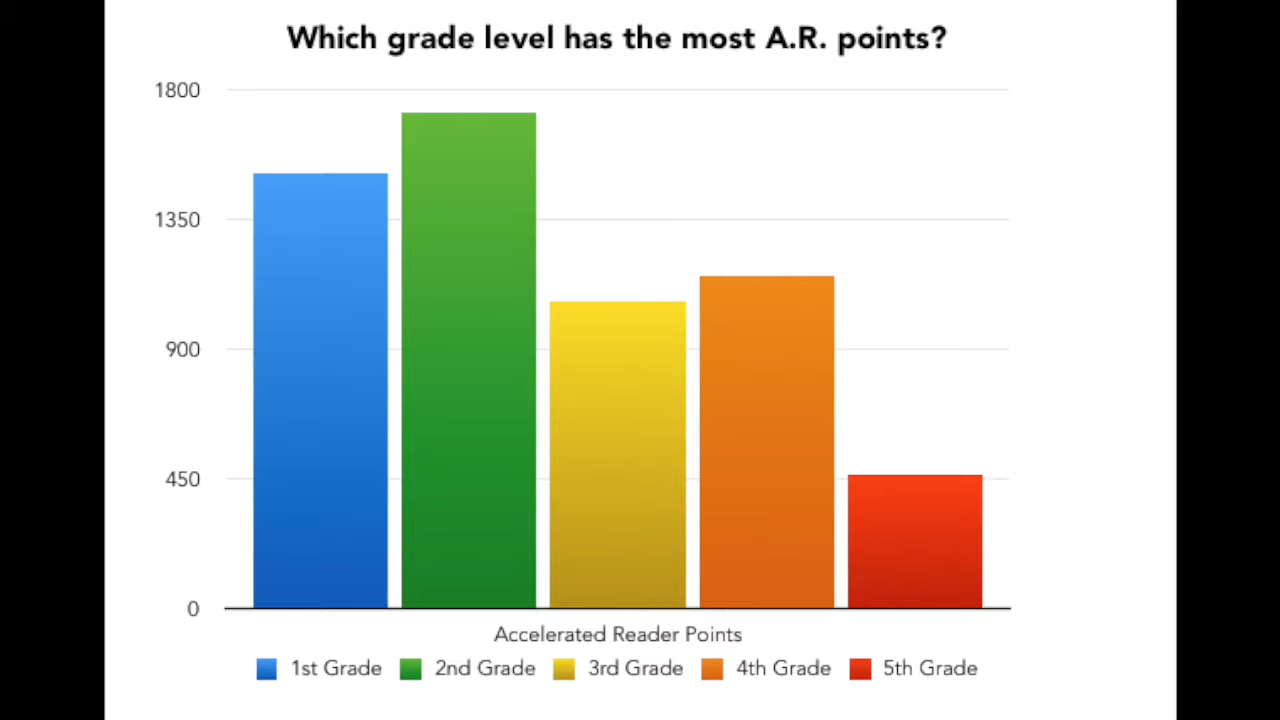 Which grade level has the most A.R. points?
1800
1350
900
450
0
Accelerated Reader Points
1st Grade 2nd Grade 3rd Grade 4th Grade 5th Grade